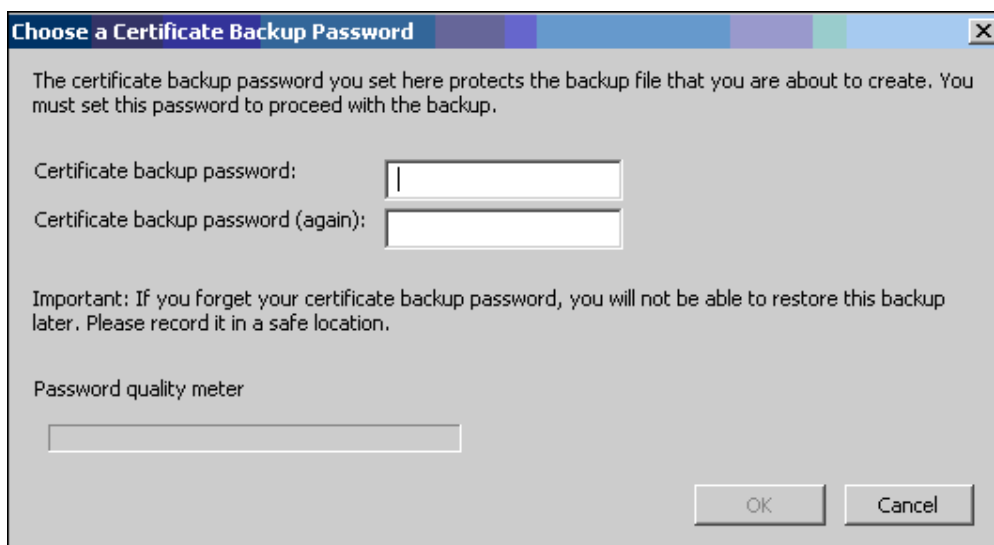 Choose a Certificate Backup Password
The certificate backup password you set here protects the backup file that you are about to create. You
must set this password to proceed with the backup.
Certificate backup password:
Certificate backup password (again):
Important: If you forget your certificate backup password, you will not be able to restore this backup
later. Please record it in a safe location.
Password quality meter
OK
Cancel